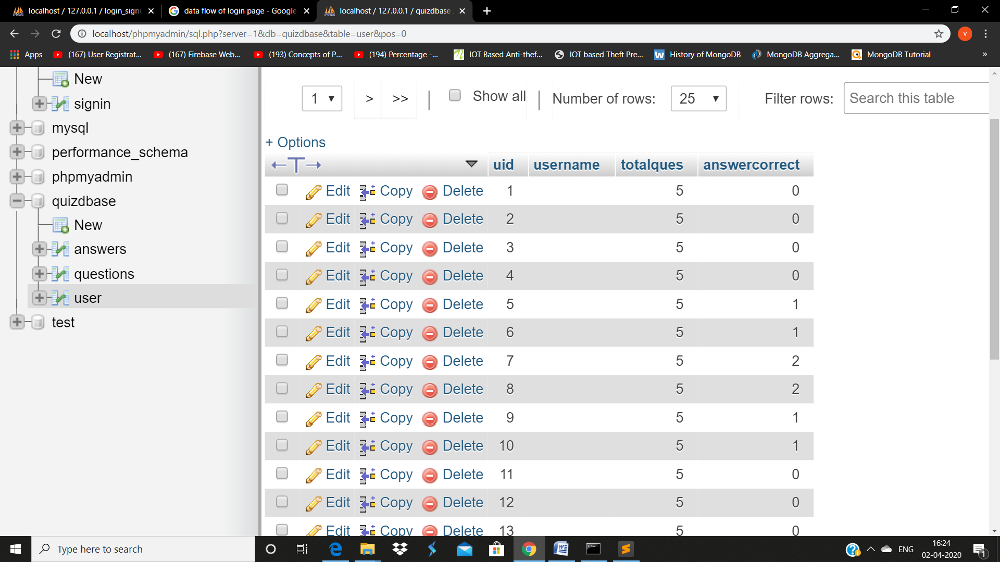 localhost / 127.0.0.1 / login_signu
data flow of login page - Google
localhost / 127.0.0.1 / quizdbase
localhost/phpmyadmin/sql.php?server=1&db=quizdbase&table=user&pos=0
V
Apps
(167) User Registrat...
(167) Firebase Web...
(193) Concepts of P...
(194) Percentage -...
IOT Based Anti-thef...
IOT based Theft Pre...
History of MongoDB
MongoDB Aggrega...
MongoDB Tutorial
»
New
signin
mysql
performance_schema
phpmyadmin
quizdbase
New
answers
questions
user
test
1 > >> | Show all | Number of rows: 25 Filter rows: Search this table
+ Options
←T→ uid username totalques answercorrect
Edit Copy Delete 1 5 0
Edit Copy Delete 2 5 0
Edit Copy Delete 3 5 0
Edit Copy Delete 4 5 0
Edit Copy Delete 5 5 1
Edit Copy Delete 6 5 1
Edit Copy Delete 7 5 2
Edit Copy Delete 8 5 2
Edit Copy Delete 9 5 1
Edit Copy Delete 10 5 1
Edit Copy Delete 11 5 0
Edit Copy Delete 12 5 0
Edit Copy Delete 13 5 0
Type here to search
ENG
16:24
02-04-2020
1